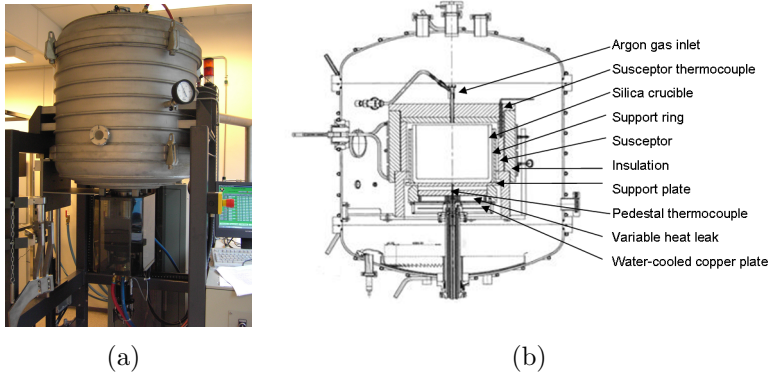 Argon gas inlet
Susceptor thermocouple
Silica crucible
Support ring
Susceptor
Insulation
Support plate
Pedestal thermocouple
Variable heat leak
Water-cooled copper plate
(a)
(b)